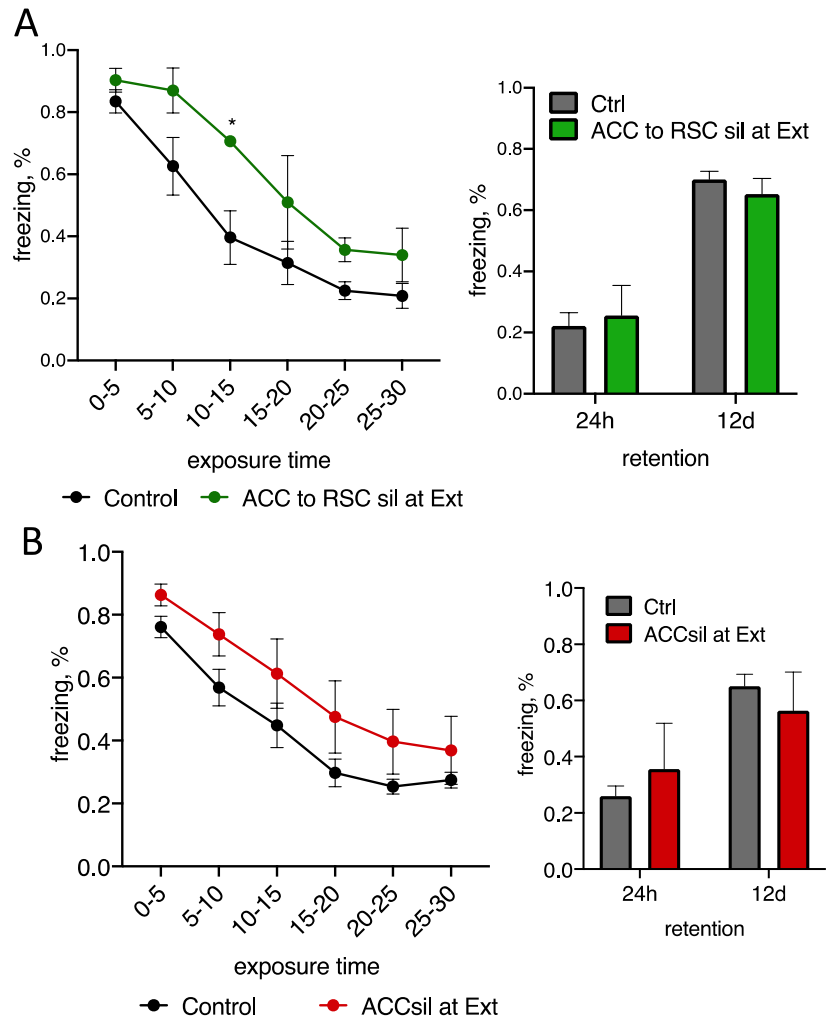 A
1.0
0.8
0.6
0.4
0.2
0.0
freezing, %
*
0-5
5-10
10-15
15-20
20-25
25-30
exposure time
Control
ACC to RSC sil at Ext
1.0
0.8
0.6
0.4
0.2
0.0
freezing, %
Ctrl
ACC to RSC sil at Ext
24h
12d
retention
B
1.0
0.8
0.6
0.4
0.2
0.0
freezing, %
0-5
5-10
10-15
15-20
20-25
25-30
exposure time
Control
ACCsil at Ext
1.0
0.8
0.6
0.4
0.2
0.0
freezing, %
Ctrl
ACCsil at Ext
24h
12d
retention